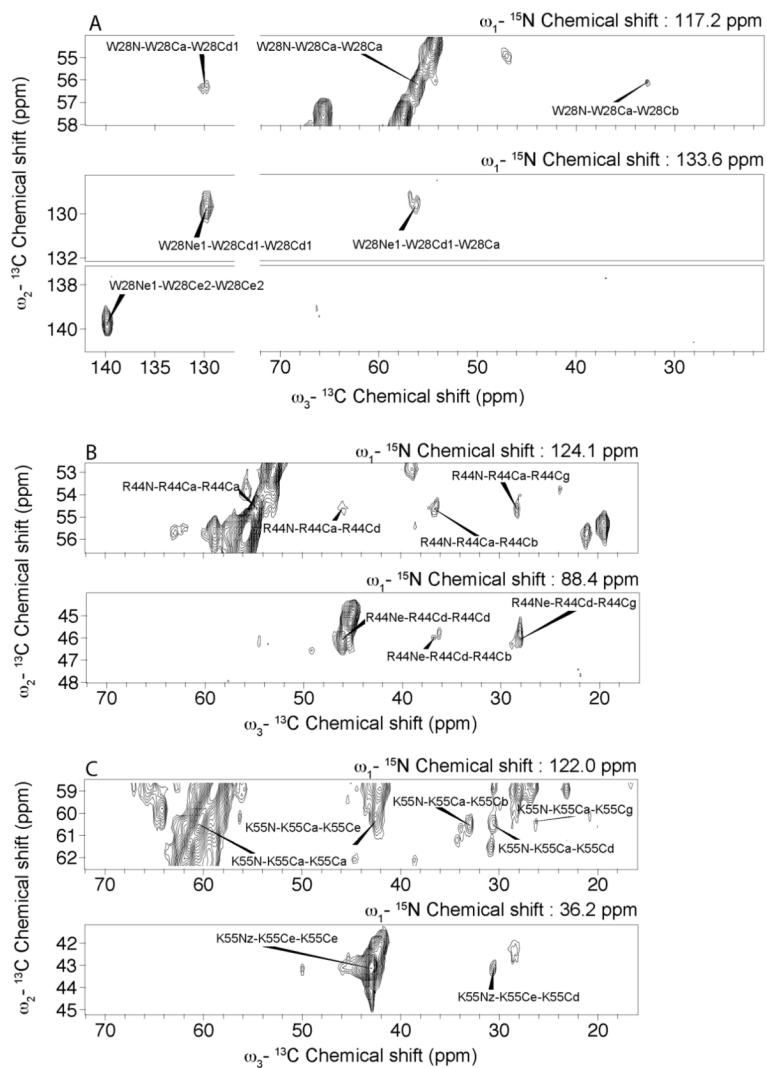 A
ω1- 15N Chemical shift : 117.2 ppm
W28N-W28Ca-W28Cd1
W28N-W28Ca-W28Ca
55
56
57
58
W28N-W28Ca-W28Cb
ω1- 15N Chemical shift : 133.6 ppm
130
132
W28Ne1-W28Cd1-W28Cd1
W28Ne1-W28Cd1-W28Ca
138
140
W28Ne1-W28Ce2-W28Ce2
ω2- 13C Chemical shift (ppm)
140 135 130 70 60 50 40 30
ω3- 13C Chemical shift (ppm)
B
ω1- 15N Chemical shift : 124.1 ppm
53
54
55
56
R44N-R44Ca-R44Ca
R44N-R44Ca-R44Cg
R44N-R44Ca-R44Cd
R44N-R44Ca-R44Cb
ω1- 15N Chemical shift : 88.4 ppm
45
46
47
48
R44Ne-R44Cd-R44Cd
R44Ne-R44Cd-R44Cg
R44Ne-R44Cd-R44Cb
ω2- 13C Chemical shift (ppm)
70 60 50 40 30 20
ω3- 13C Chemical shift (ppm)
C
ω1- 15N Chemical shift : 122.0 ppm
59
60
61
62
K55N-K55Ca-K55Cb
K55N-K55Ca-K55Cg
K55N-K55Ca-K55Ce
K55N-K55Ca-K55Cd
K55N-K55Ca-K55Ca
ω1- 15N Chemical shift : 36.2 ppm
42
43
44
45
K55Nz-K55Ce-K55Ce
K55Nz-K55Ce-K55Cd
ω2- 13C Chemical shift (ppm)
70 60 50 40 30 20
ω3- 13C Chemical shift (ppm)